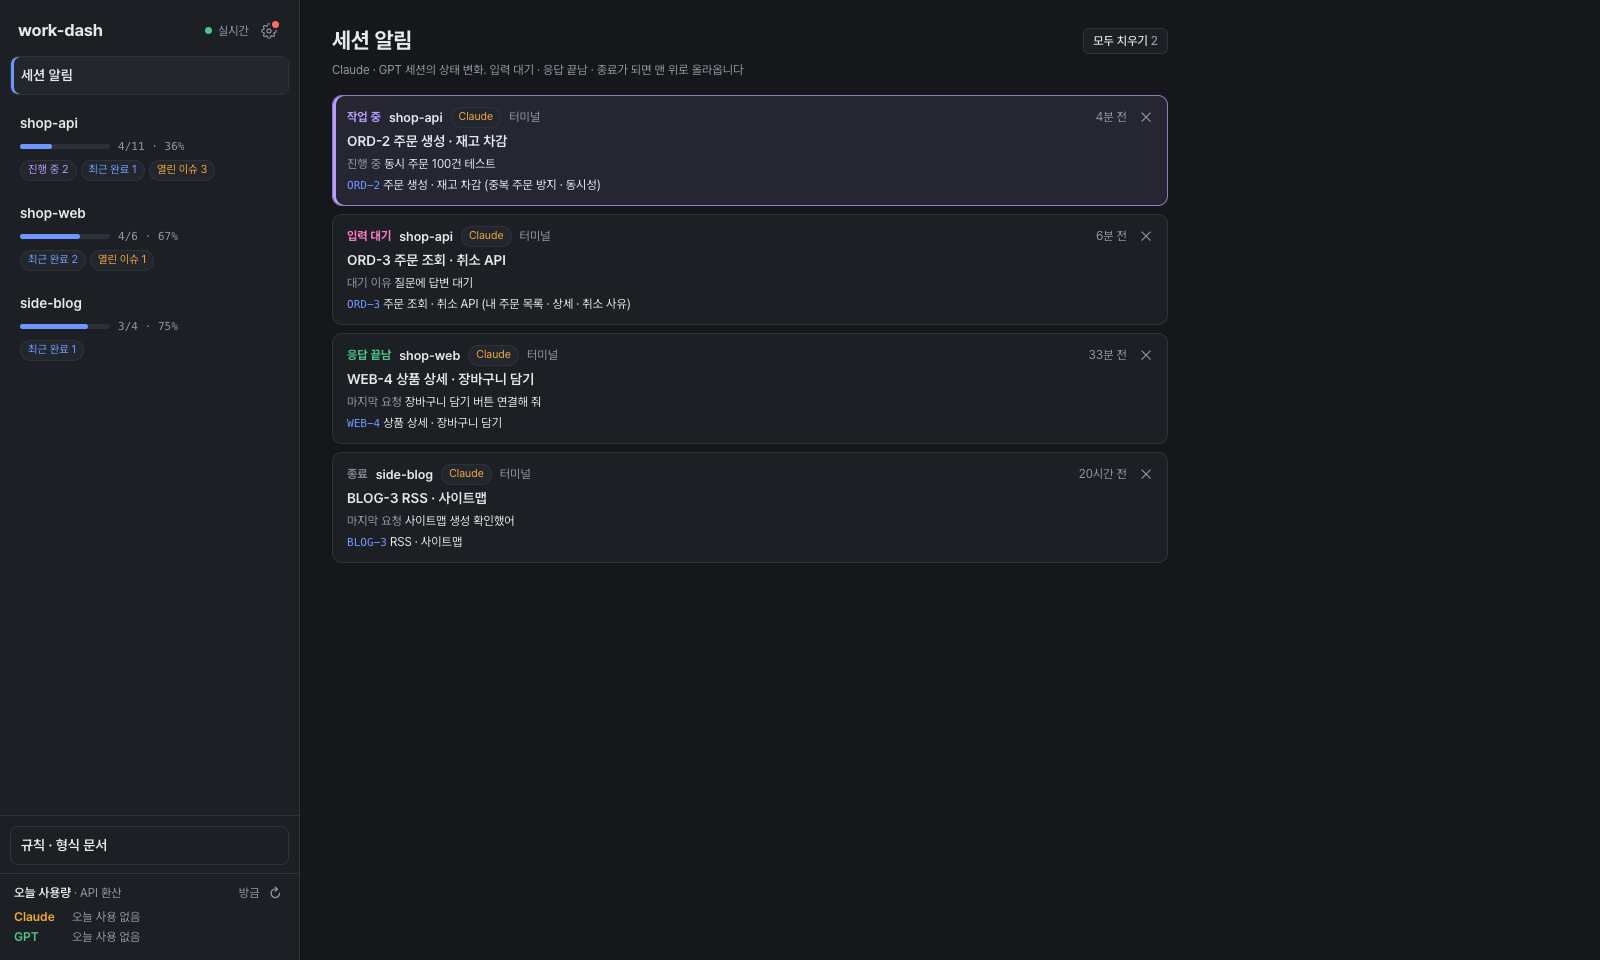 work-dash
실시간
세션 알림
shop-api
4/11 · 36%
진행 중 2
최근 완료 1
열린 이슈 3
shop-web
4/6 · 67%
최근 완료 2
열린 이슈 1
side-blog
3/4 · 75%
최근 완료 1
규칙 · 형식 문서
오늘 사용량 · API 환산
방금
Claude 오늘 사용 없음
GPT 오늘 사용 없음
세션 알림
모두 치우기 2
Claude · GPT 세션의 상태 변화. 입력 대기 · 응답 끝남 · 종료가 되면 맨 위로 올라옵니다
작업 중 shop-api Claude 터미널 4분 전
ORD-2 주문 생성 · 재고 차감
진행 중 동시 주문 100건 테스트
ORD-2 주문 생성 · 재고 차감 (중복 주문 방지 · 동시성)
입력 대기 shop-api Claude 터미널 6분 전
ORD-3 주문 조회 · 취소 API
대기 이유 질문에 답변 대기
ORD-3 주문 조회 · 취소 API (내 주문 목록 · 상세 · 취소 사유)
응답 끝남 shop-web Claude 터미널 33분 전
WEB-4 상품 상세 · 장바구니 담기
마지막 요청 장바구니 담기 버튼 연결해 줘
WEB-4 상품 상세 · 장바구니 담기
종료 side-blog Claude 터미널 20시간 전
BLOG-3 RSS · 사이트맵
마지막 요청 사이트맵 생성 확인했어
BLOG-3 RSS · 사이트맵